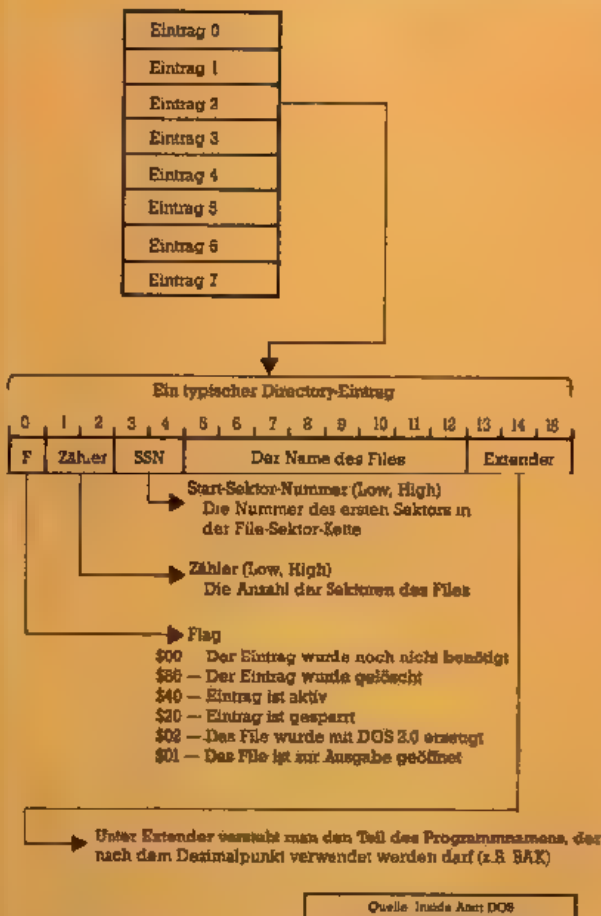 Eintrag 0
Eintrag 1
Eintrag 2
Eintrag 3
Eintrag 4
Eintrag 5
Eintrag 6
Eintrag 7
Ein typischer Directory-Eintrag
0 1 2 3 4 5 6 7 8 9 10 11 12 13 14 15
F Zähler SSN Der Name des Files Extender
Start-Sektor-Nummer (Low, High)
Die Nummer des ersten Sektors in
der File-Sektor-Kette
Zähler (Low, High)
Die Anzahl der Sektoren des Files
Flag
$00 — Der Eintrag wurde noch nicht benötigt
$80 — Der Eintrag wurde gelöscht
$40 — Eintrag ist aktiv
$20 — Eintrag ist gesperrt
$02 — Das File wurde mit DOS 2.0 erzeugt
$01 — Das File ist zur Ausgabe geöffnet
Unter Extender versteht man den Teil des Programmnamens, der
nach dem Dezimalpunkt verwendet werden darf (z.B. BAK)
Quelle Inside Atari DOS